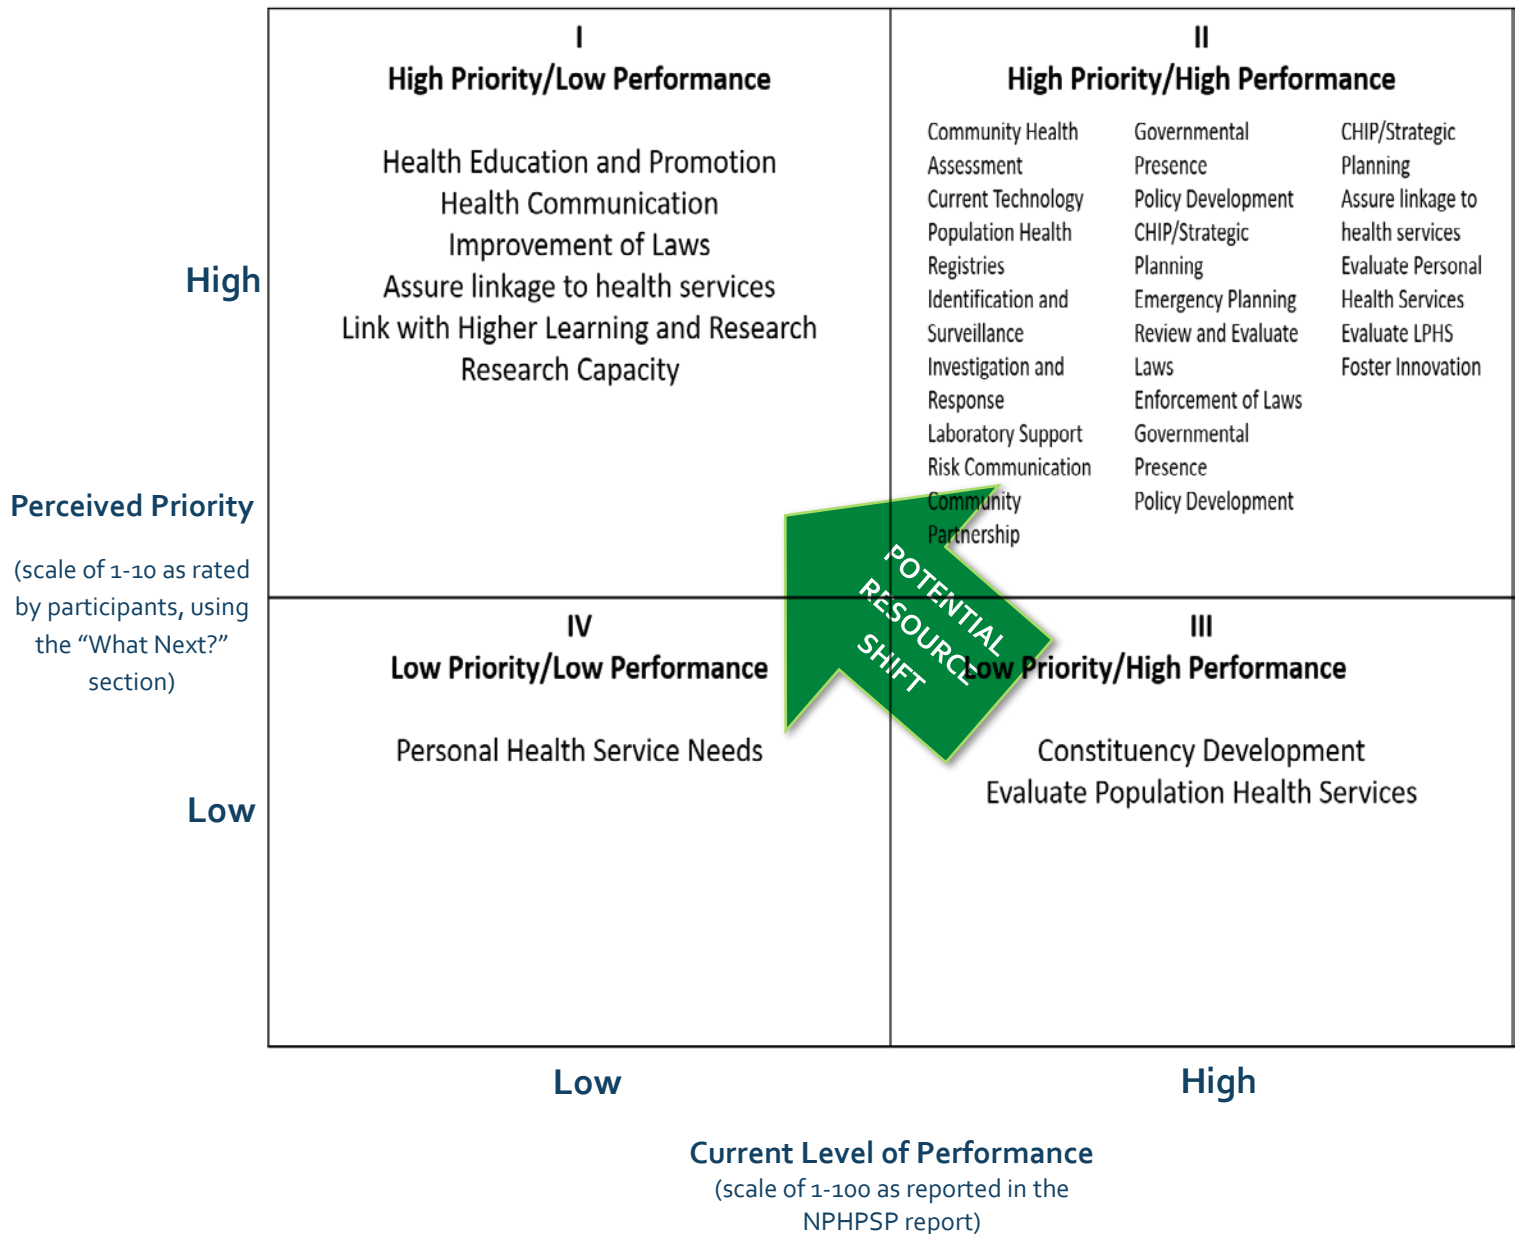 I
High Priority/Low Performance
Health Education and Promotion
Health Communication
Improvement of Laws
Assure linkage to health services
Link with Higher Learning and Research
Research Capacity
II
High Priority/High Performance
Community Health
Assessment
Current Technology
Population Health
Registries
Identification and
Surveillance
Investigation and
Response
Laboratory Support
Risk Communication
Community
Partnership
Governmental
Presence
Policy Development
CHIP/Strategic
Planning
Emergency Planning
Review and Evaluate
Laws
Enforcement of Laws
Governmental
Presence
Policy Development
CHIP/Strategic
Planning
Assure linkage to
health services
Evaluate Personal
Health Services
Evaluate LPHS
Foster Innovation
High
Perceived Priority
(scale of 1-10 as rated
by participants, using
the “What Next?”
section)
Low
POTENTIAL
RESOURCE
SHIFT
IV
Low Priority/Low Performance
Personal Health Service Needs
III
Low Priority/High Performance
Constituency Development
Evaluate Population Health Services
Low
High
Current Level of Performance
(scale of 1-100 as reported in the
NPHPSP report)